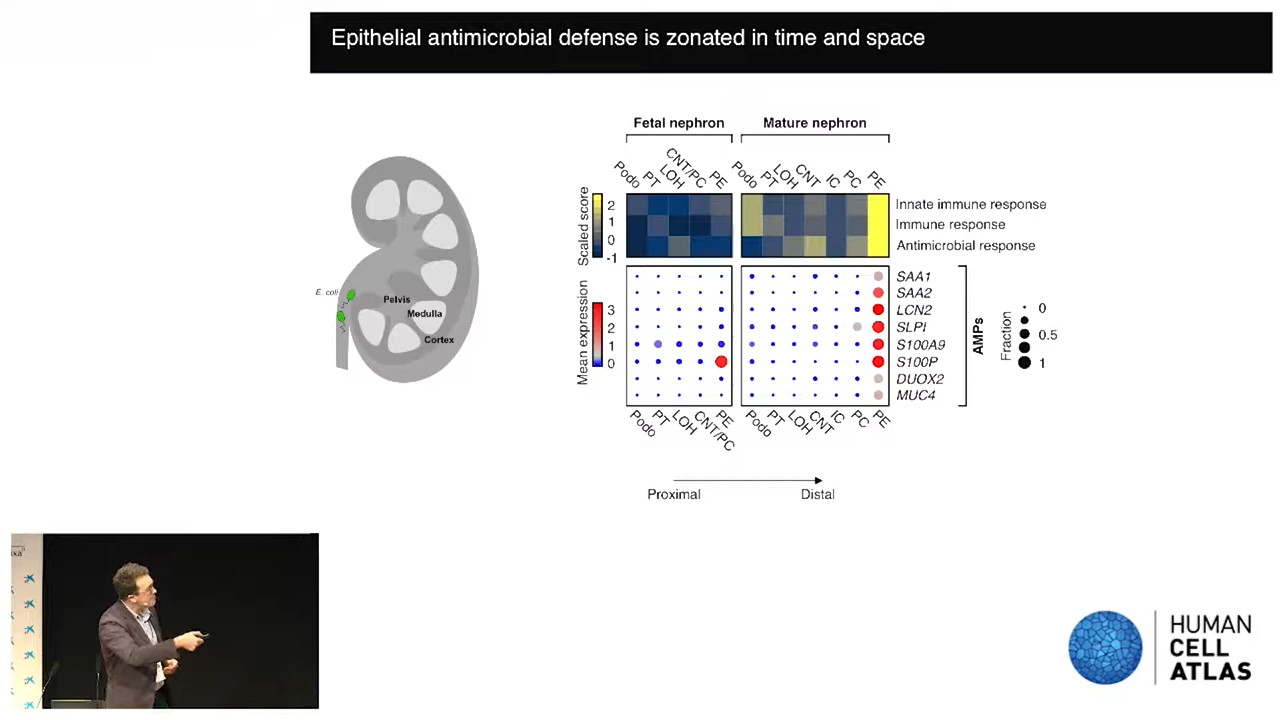 Epithelial antimicrobial defense is zonated in time and space
Fetal nephron
Mature nephron
Podo PT LOH CNT/PC PE
Podo PT LOH CNT IC PC PE
Scaled score
2
1
0
-1
Innate immune response
Immune response
Antimicrobial response
E. coli
Pelvis
Medulla
Cortex
Mean expression
3
2
1
0
SAA1
SAA2
LCN2
SLPI
S100A9
S100P
DUOX2
MUC4
AMPs
Fraction
0
0.5
1
Podo PT LOH CNT/PC PE
Podo PT LOH CNT IC PC PE
Proximal
Distal
HUMAN
CELL
ATLAS